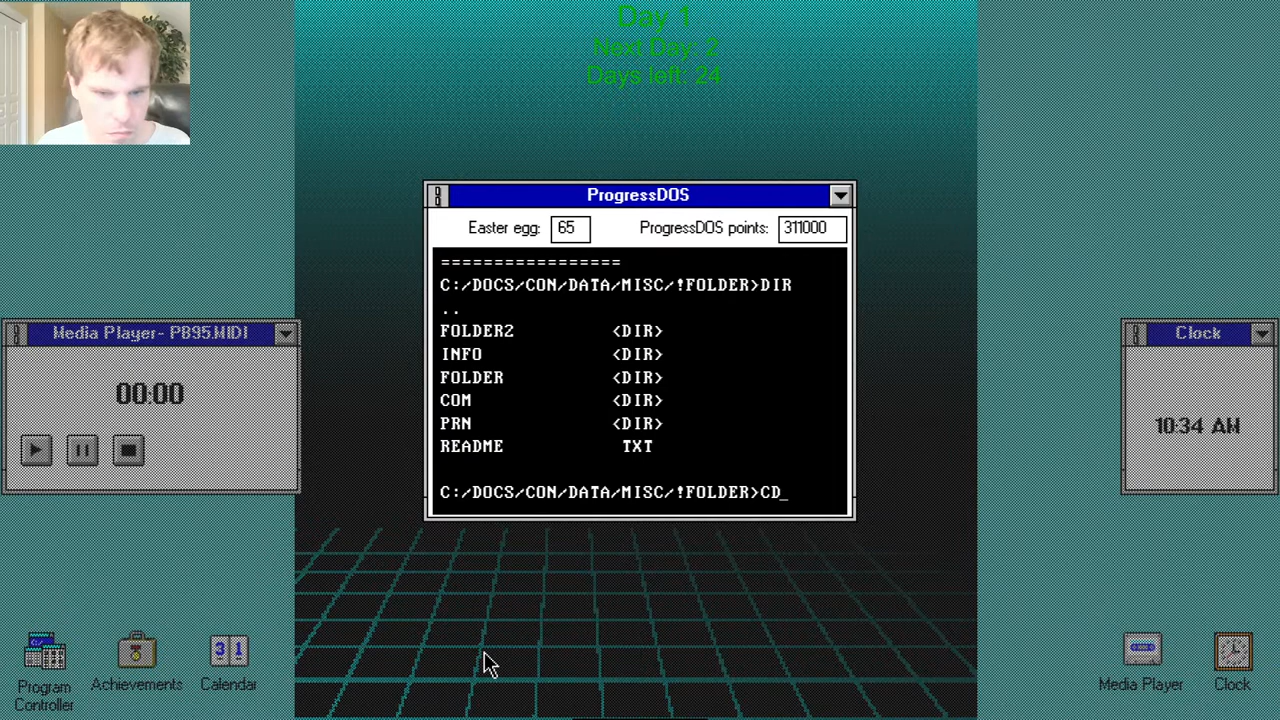 Day 1
Next Day: 2
Days left: 24
ProgressDOS
Easter egg: 65
ProgressDOS points: 311000
=================
C:/DOCS/CON/DATA/MISC/!FOLDER>DIR
..
FOLDER2 <DIR>
INFO <DIR>
FOLDER <DIR>
COM <DIR>
PRN <DIR>
README TXT
C:/DOCS/CON/DATA/MISC/!FOLDER>CD_
Media Player- PB95.MIDI
00:00
Clock
10:34 AM
Program Controller
Achievements
31
Calendar
Media Player
Clock